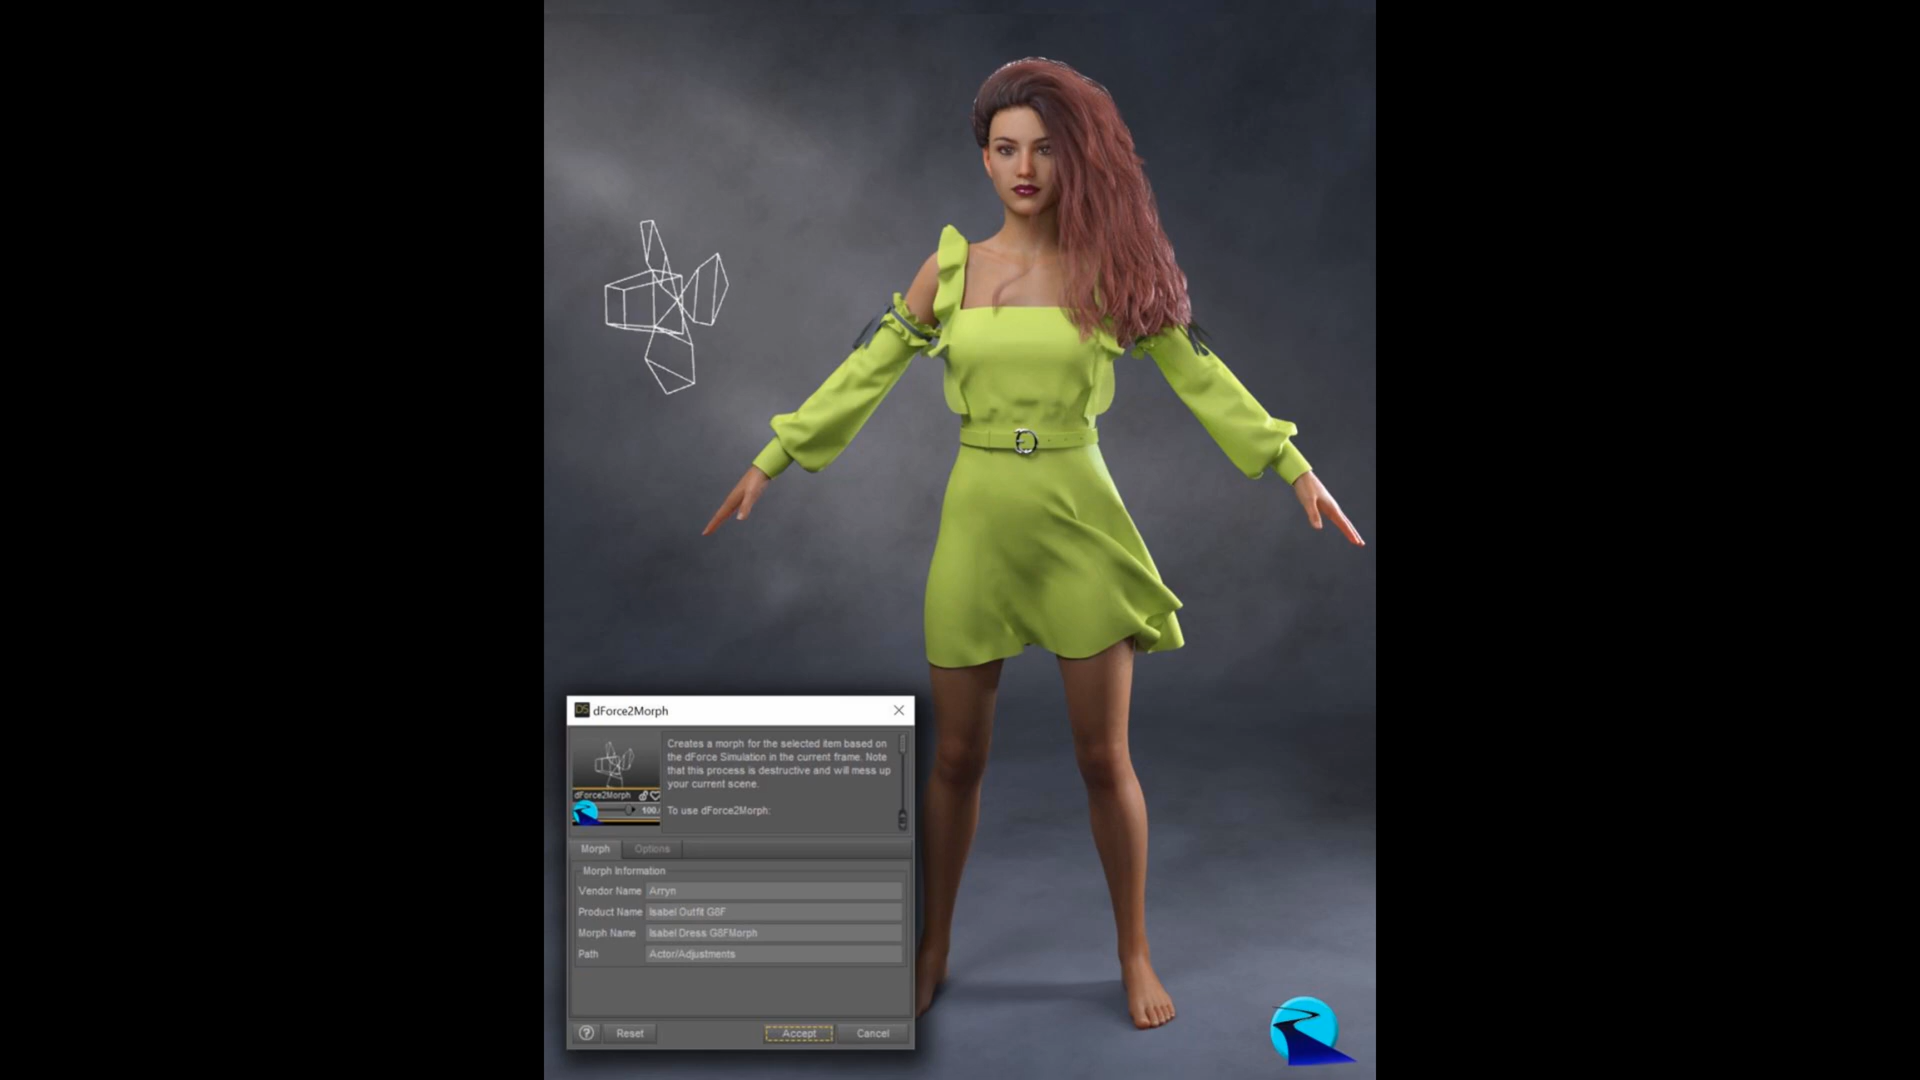 DS dForce2Morph
Creates a morph for the selected item based on
the dForce Simulation in the current frame. Note
that this process is destructive and will mess up
your current scene.
To use dForce2Morph:
dForce2Morph
100.
Morph Options
Morph Information
Vendor Name Arryn
Product Name Isabel Outfit G8F
Morph Name Isabel Dress G8FMorph
Path Actor/Adjustments
? Reset Accept Cancel